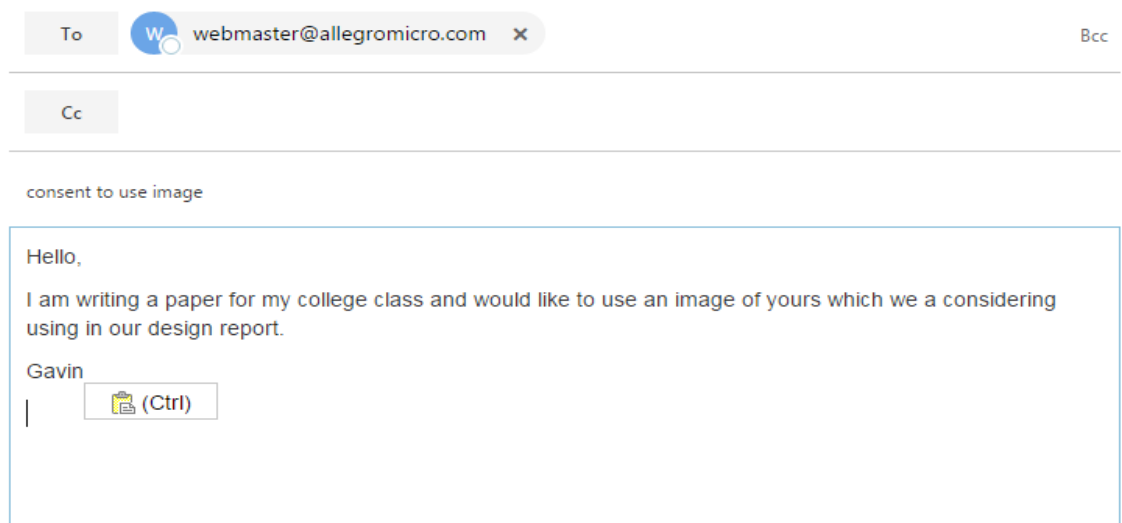 To W webmaster@allegromicro.com × Bcc
Cc
consent to use image
Hello,
I am writing a paper for my college class and would like to use an image of yours which we a considering
using in our design report.
Gavin
(Ctrl)